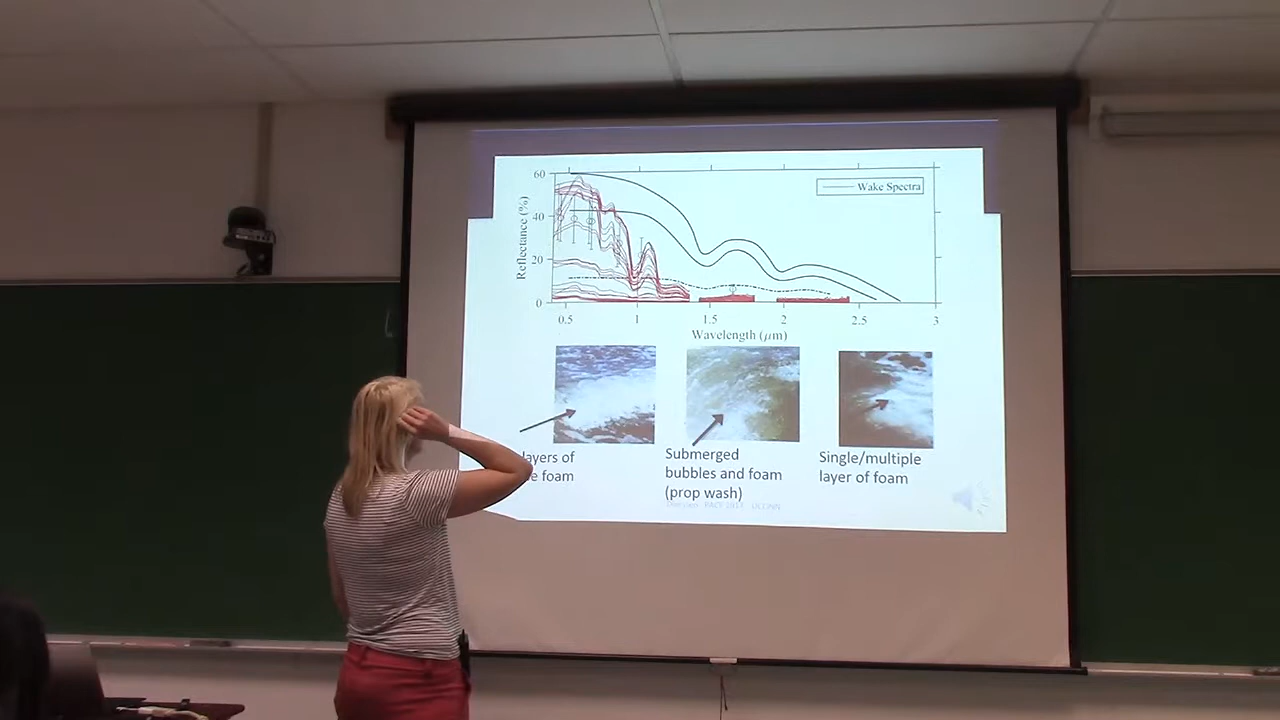 60
Wake Spectra
40
20
0
Reflectance (%)
0.5 1 1.5 2 2.5 3
Wavelength (μm)
layers of
foam
Submerged
bubbles and foam
(prop wash)
Single/multiple
layer of foam